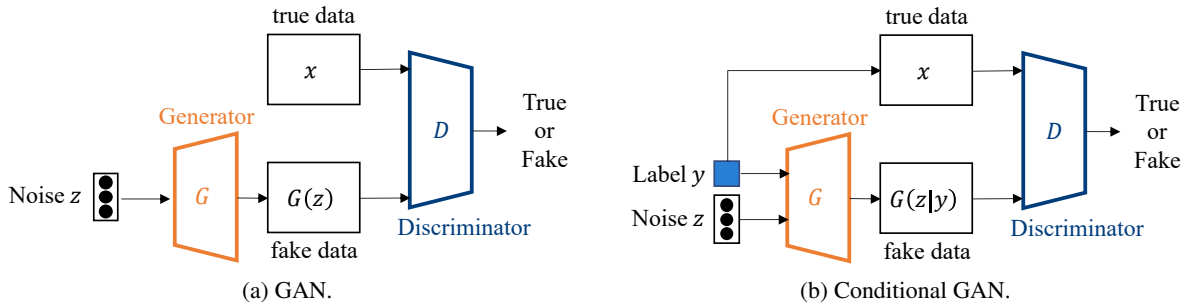 true data
x
Generator
G
Noise z
G(z)
fake data
D
Discriminator
True
or
Fake
(a) GAN.
true data
x
Generator
G
Label y
Noise z
G(z|y)
fake data
D
Discriminator
True
or
Fake
(b) Conditional GAN.